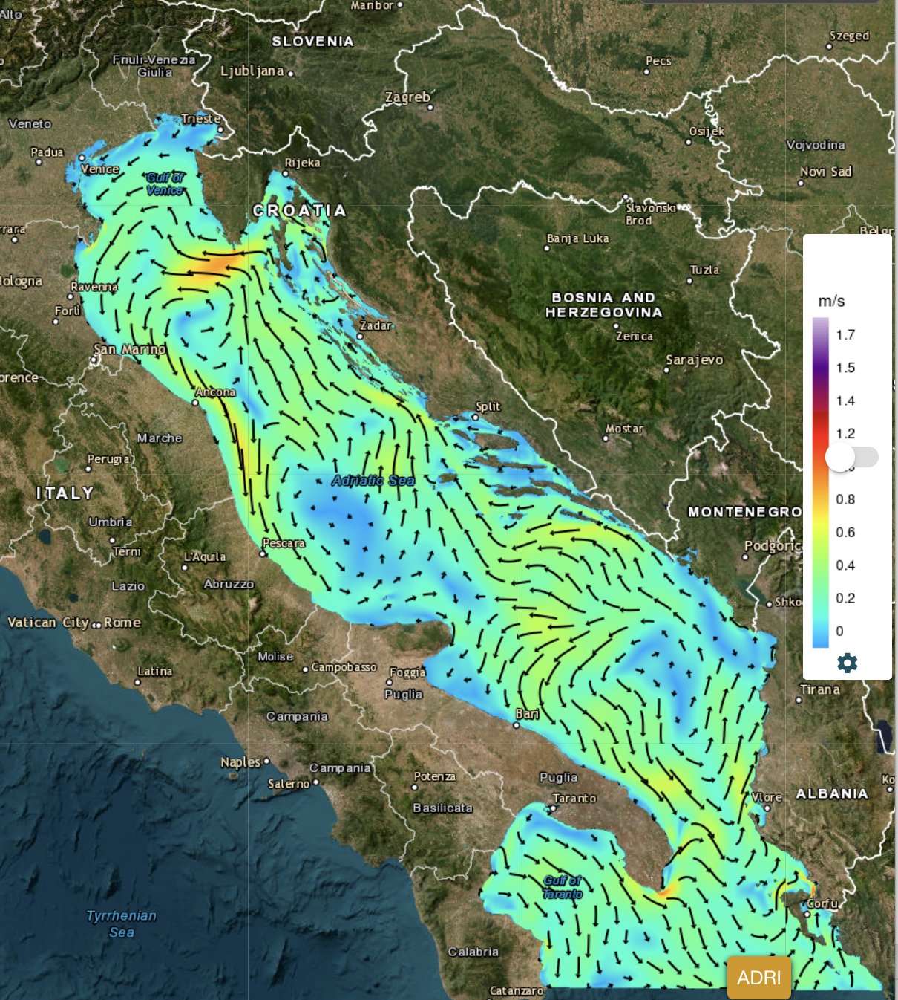 Alto
Maribor
SLOVENIA
Szeged
Friuli-Venezia
Giulia
Ljubljana
Pecs
Zagreb
Trieste
Veneto
Osijek
Vojvodina
Padua
Venice
Rijeka
Novi Sad
Gulf of
Venice
CROATIA
Slavonski
Brod
rrara
Belgr
Banja Luka
Tuzla
Bologna
Ravenna
BOSNIA AND
HERZEGOVINA
m/s
Forlì
Zadar
Zenica
1.7
San Marino
Sarajevo
1.5
orence
Ancona
1.4
Split
Mostar
1.2
Marche
Perugia
Adriatic Sea
ITALY
0.8
MONTENEGRO
Umbria
0.6
Terni
Pescara
Podgorica
L'Aquila
0.4
Lazio
Abruzzo
0.2
Shko
Vatican City
Rome
0
Molise
Campobasso
Latina
Foggia
Puglia
Tirana
Campania
Bari
Naples
Campania
Salerno
Potenza
Puglia
Ko
Basilicata
Taranto
Vlore
ALBANIA
Gulf of
Taranto
Corfu
Tyrrhenian
Sea
Calabria
ADRI
Catanzaro